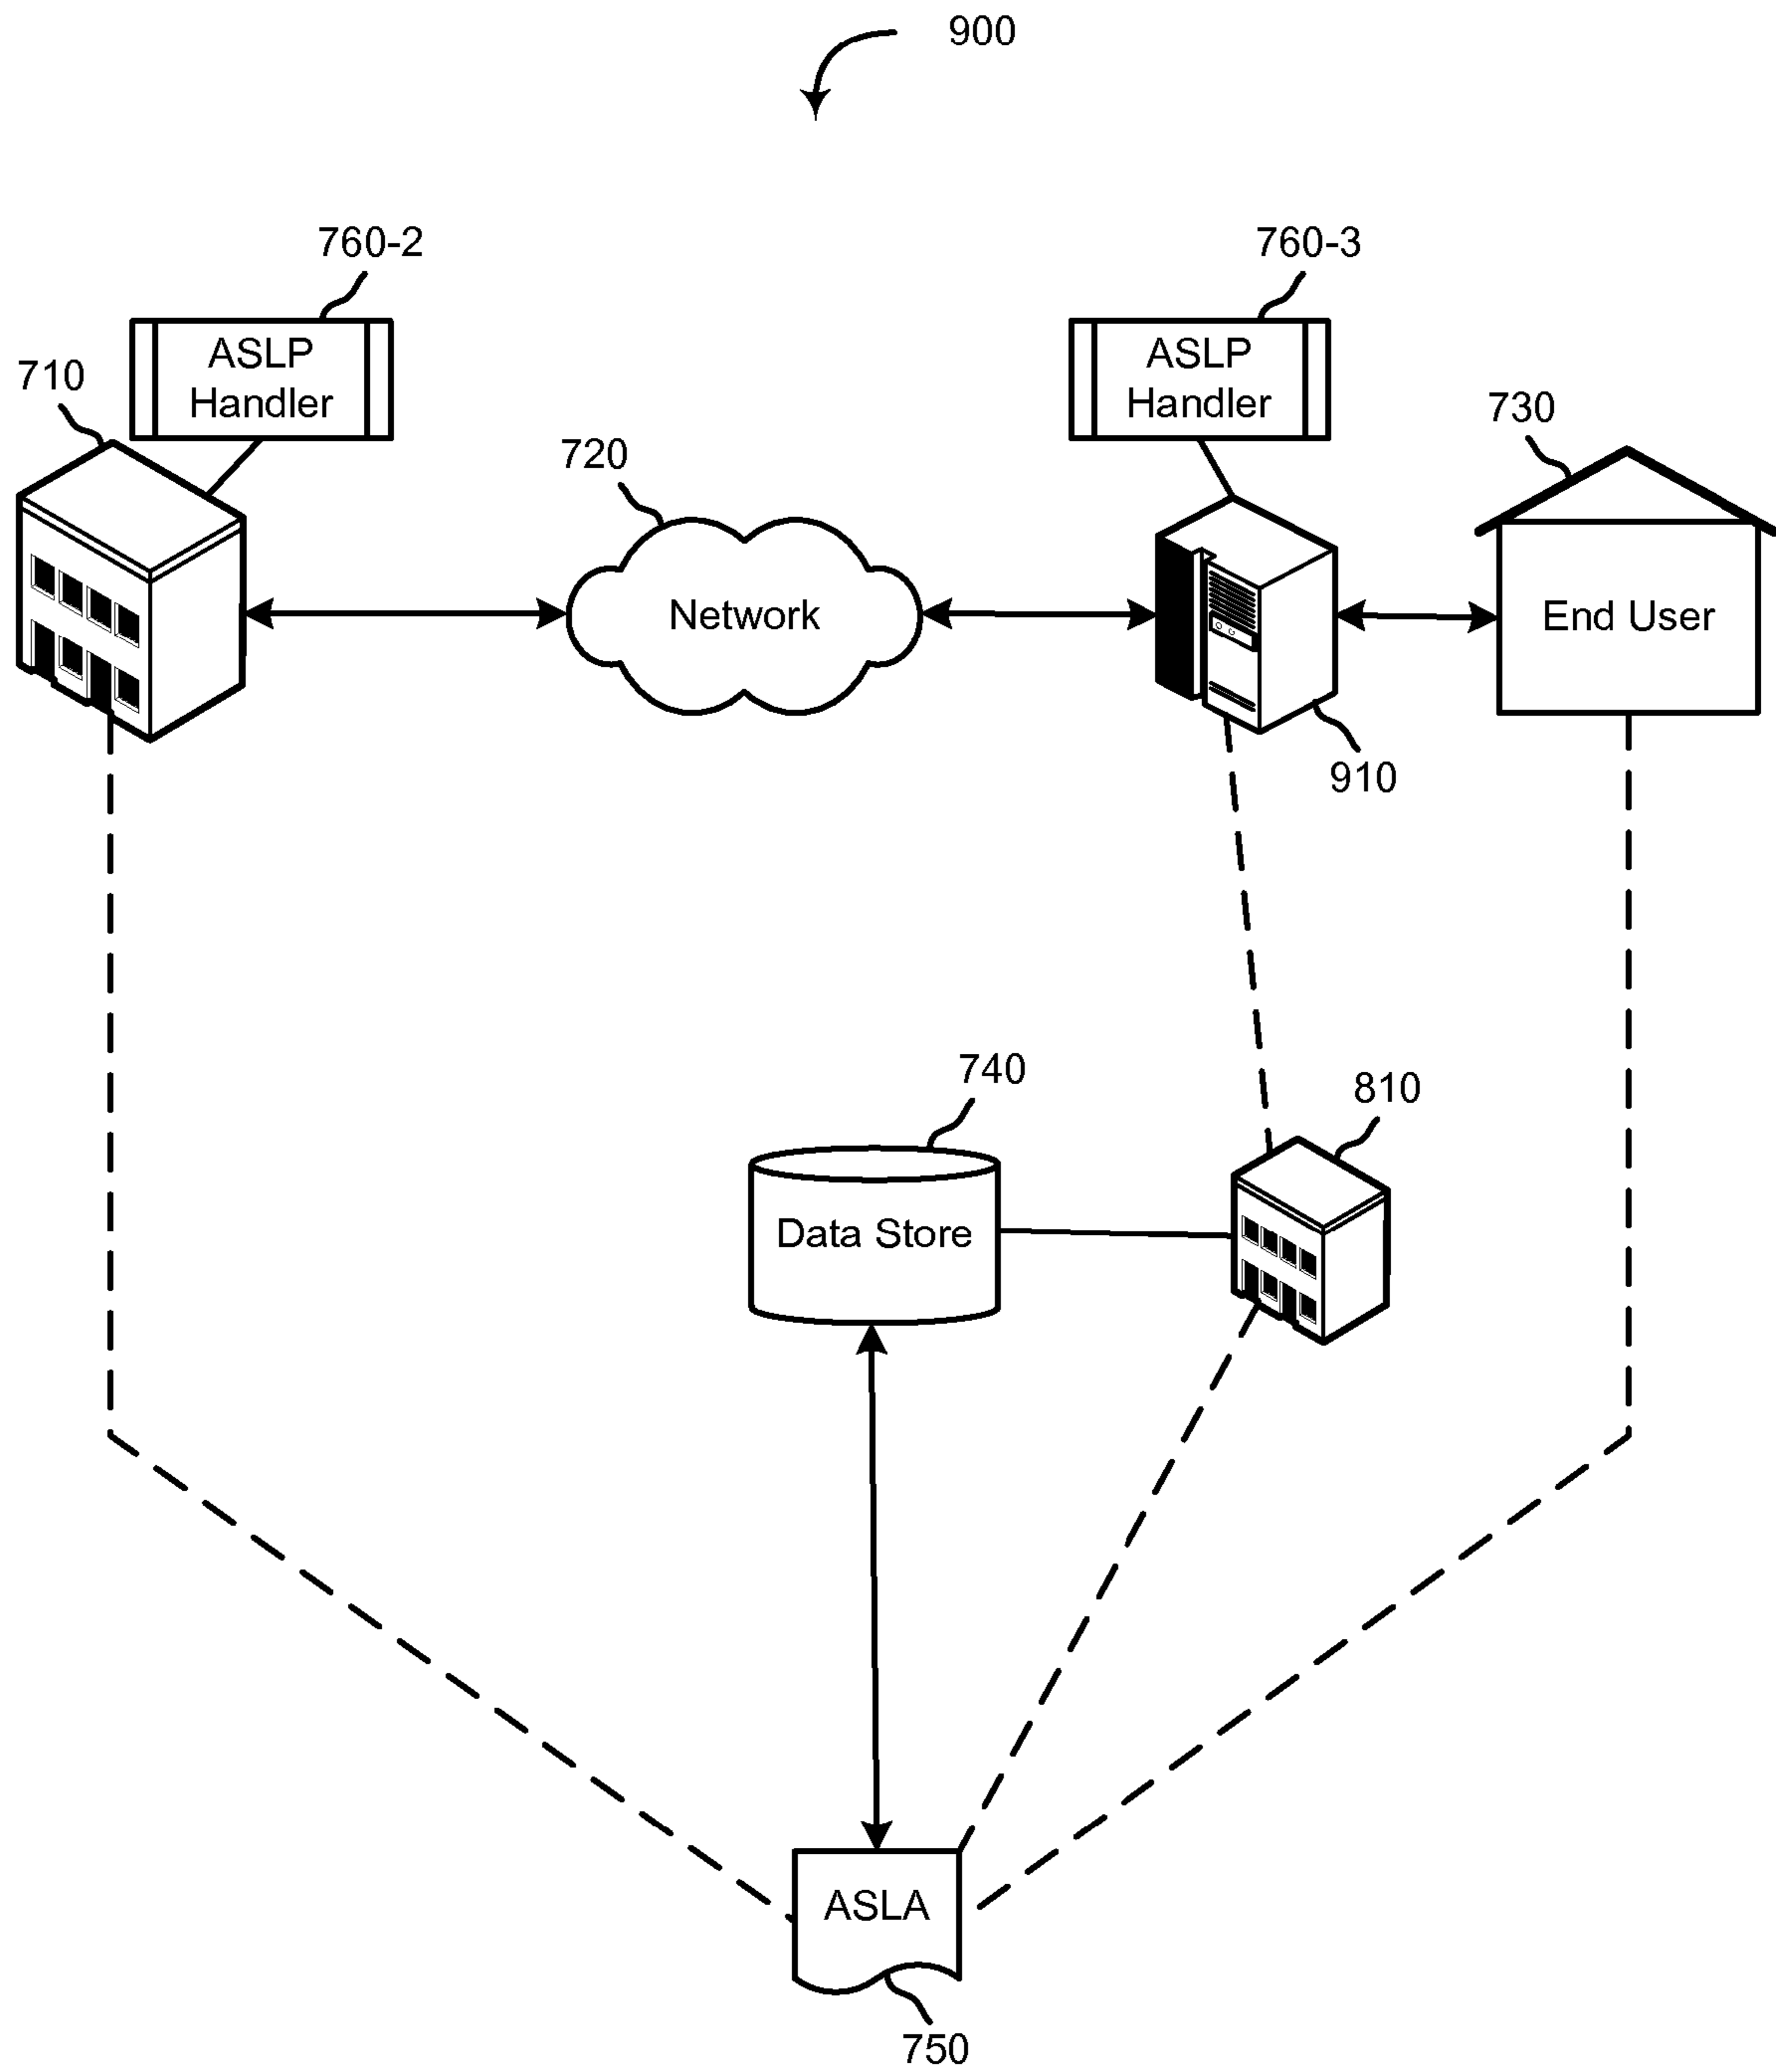 900
760-2
760-3
ASLP
Handler
ASLP
Handler
710
730
720
Network
End User
910
740
810
Data Store
ASLA
750